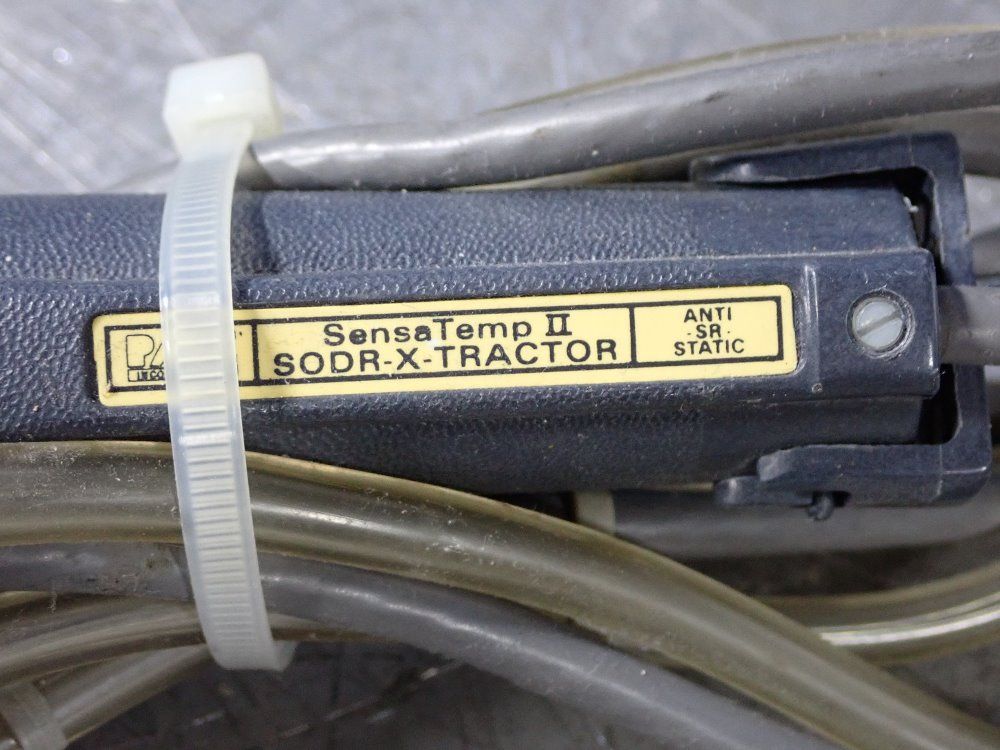 SensaTemp II
SODR-X-TRACTOR
ANTI
-SR-
STATIC